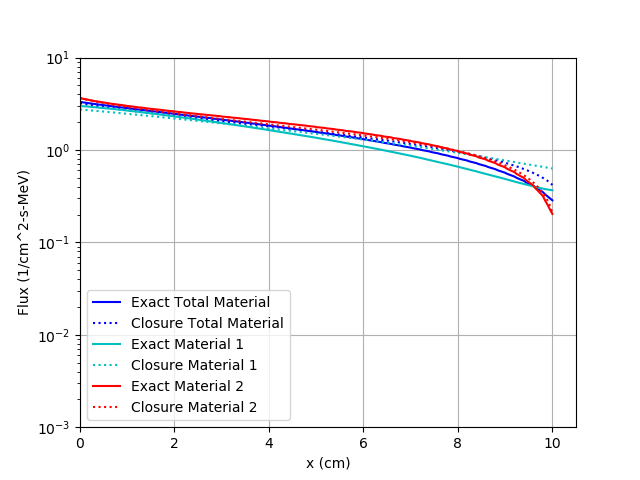 10^1
10^0
10^−1
10^−2
10^−3
Flux (1/cm^2-s-MeV)
Exact Total Material
Closure Total Material
Exact Material 1
Closure Material 1
Exact Material 2
Closure Material 2
0 2 4 6 8 10
x (cm)